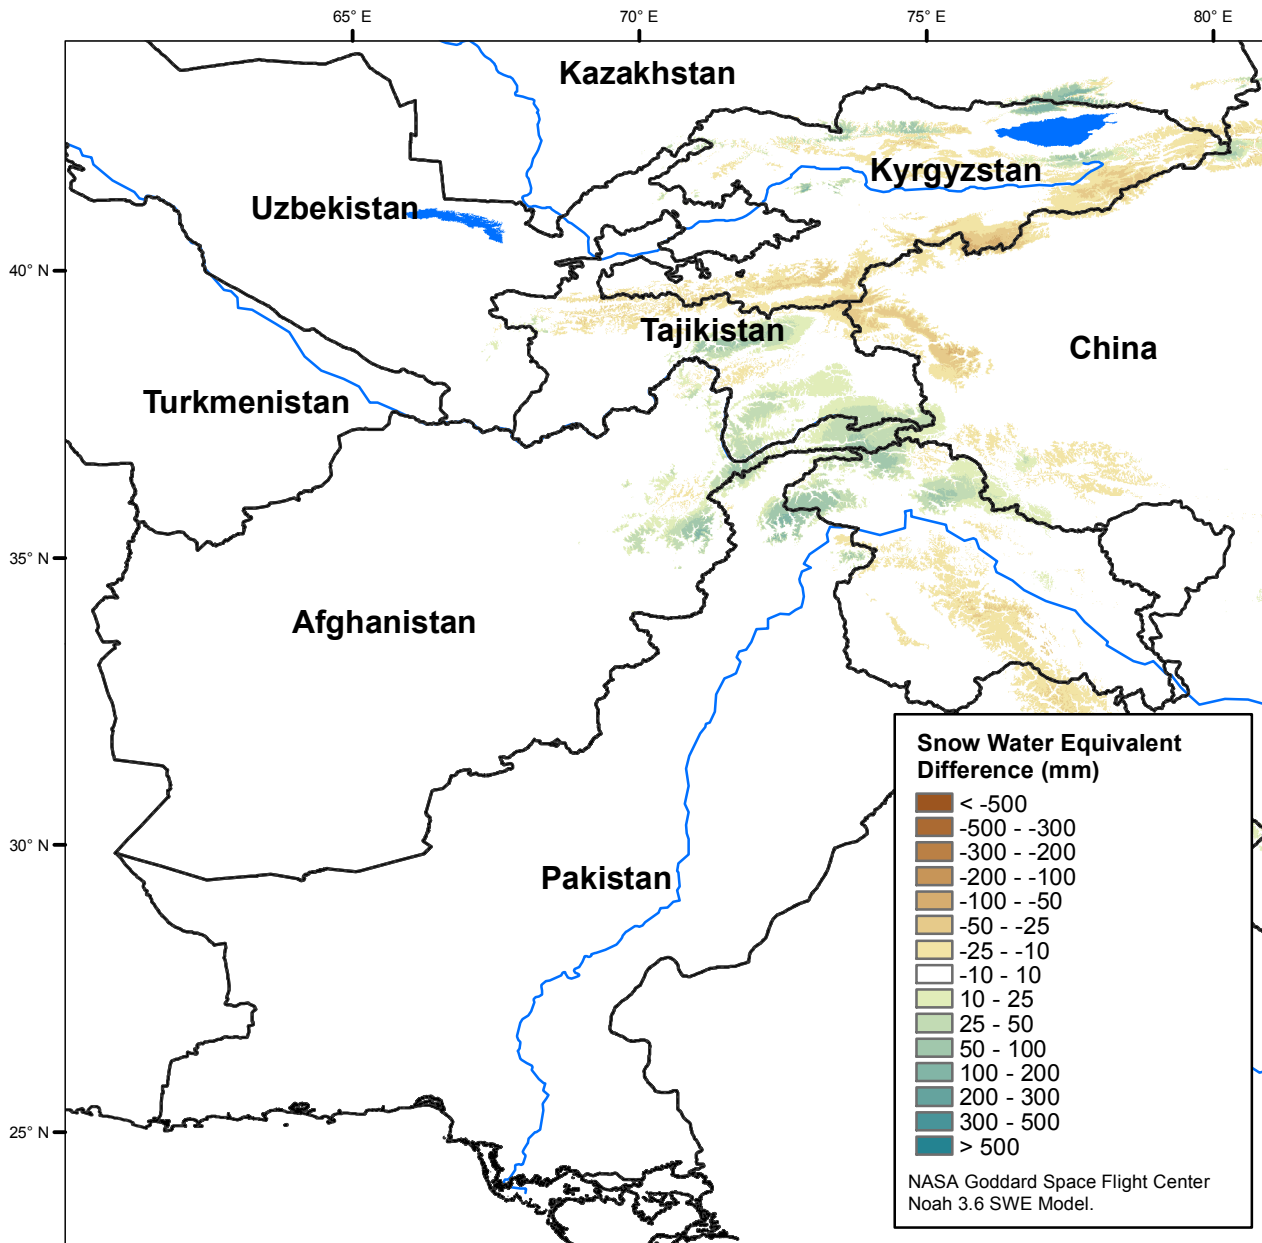 65° E
70° E
75° E
80° E
Kazakhstan
Kyrgyzstan
Uzbekistan
40° N
Tajikistan
China
Turkmenistan
35° N
Afghanistan
30° N
Pakistan
25° N
Snow Water Equivalent
Difference (mm)
< -500
-500 - -300
-300 - -200
-200 - -100
-100 - -50
-50 - -25
-25 - -10
-10 - 10
10 - 25
25 - 50
50 - 100
100 - 200
200 - 300
300 - 500
> 500
NASA Goddard Space Flight Center
Noah 3.6 SWE Model.